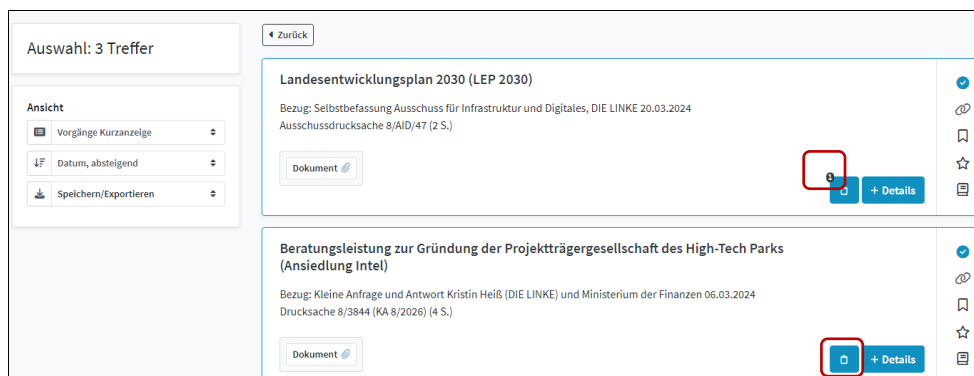 Auswahl: 3 Treffer
Ansicht
Vorgänge Kurzanzeige
Datum, absteigend
Speichern/Exportieren
Zurück
Landesentwicklungsplan 2030 (LEP 2030)
Bezug: Selbstbefassung Ausschuss für Infrastruktur und Digitales, DIE LINKE 20.03.2024
Ausschussdrucksache 8/AID/47 (2 S.)
Dokument
1
+ Details
Beratungsleistung zur Gründung der Projektträgergesellschaft des High-Tech Parks
(Ansiedlung Intel)
Bezug: Kleine Anfrage und Antwort Kristin Heiß (DIE LINKE) und Ministerium der Finanzen 06.03.2024
Drucksache 8/3844 (KA 8/2026) (4 S.)
Dokument
+ Details